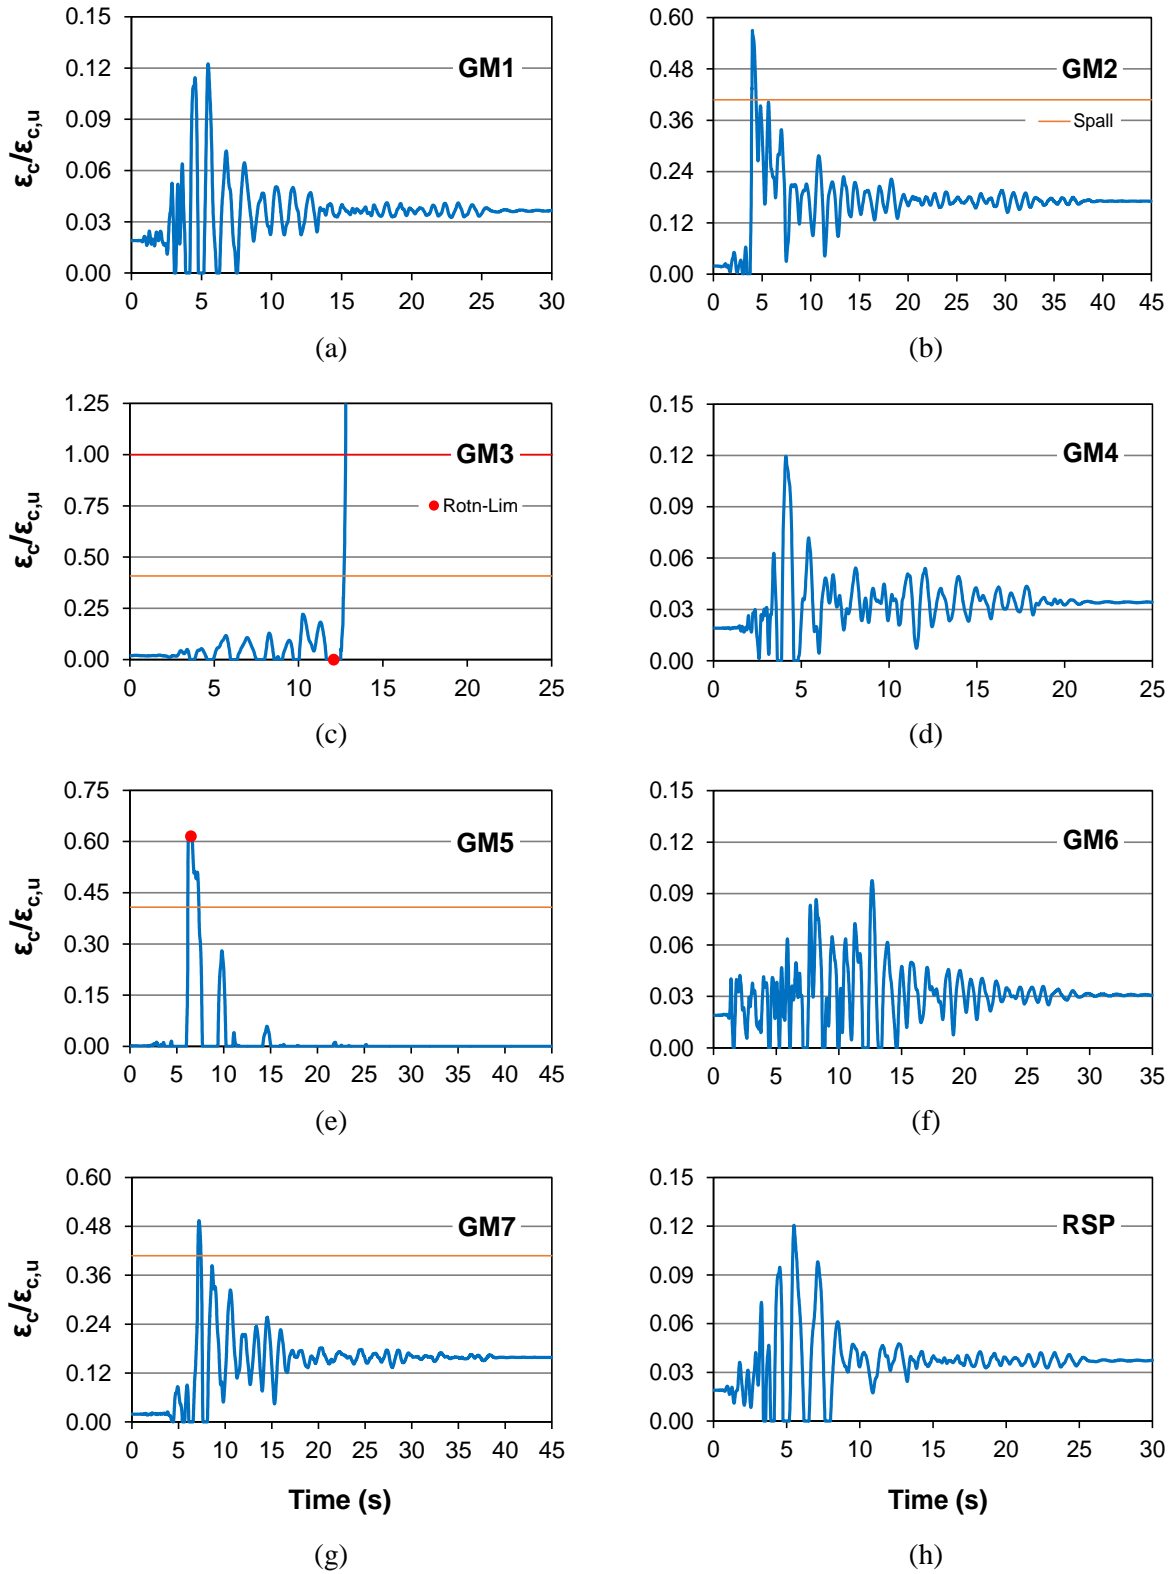 0.15
0.12
0.09
0.06
0.03
0.00
εc/εc,u
GM1
0 5 10 15 20 25 30
(a)
0.60
0.48
0.36
0.24
0.12
0.00
GM2
Spall
0 5 10 15 20 25 30 35 40 45
(b)
1.25
1.00
0.75
0.50
0.25
0.00
εc/εc,u
GM3
Rotn-Lim
0 5 10 15 20 25
(c)
0.15
0.12
0.09
0.06
0.03
0.00
GM4
0 5 10 15 20 25
(d)
0.75
0.60
0.45
0.30
0.15
0.00
εc/εc,u
GM5
0 5 10 15 20 25 30 35 40 45
(e)
0.15
0.12
0.09
0.06
0.03
0.00
GM6
0 5 10 15 20 25 30 35
(f)
0.60
0.48
0.36
0.24
0.12
0.00
εc/εc,u
GM7
0 5 10 15 20 25 30 35 40 45
Time (s)
(g)
0.15
0.12
0.09
0.06
0.03
0.00
RSP
0 5 10 15 20 25 30
Time (s)
(h)